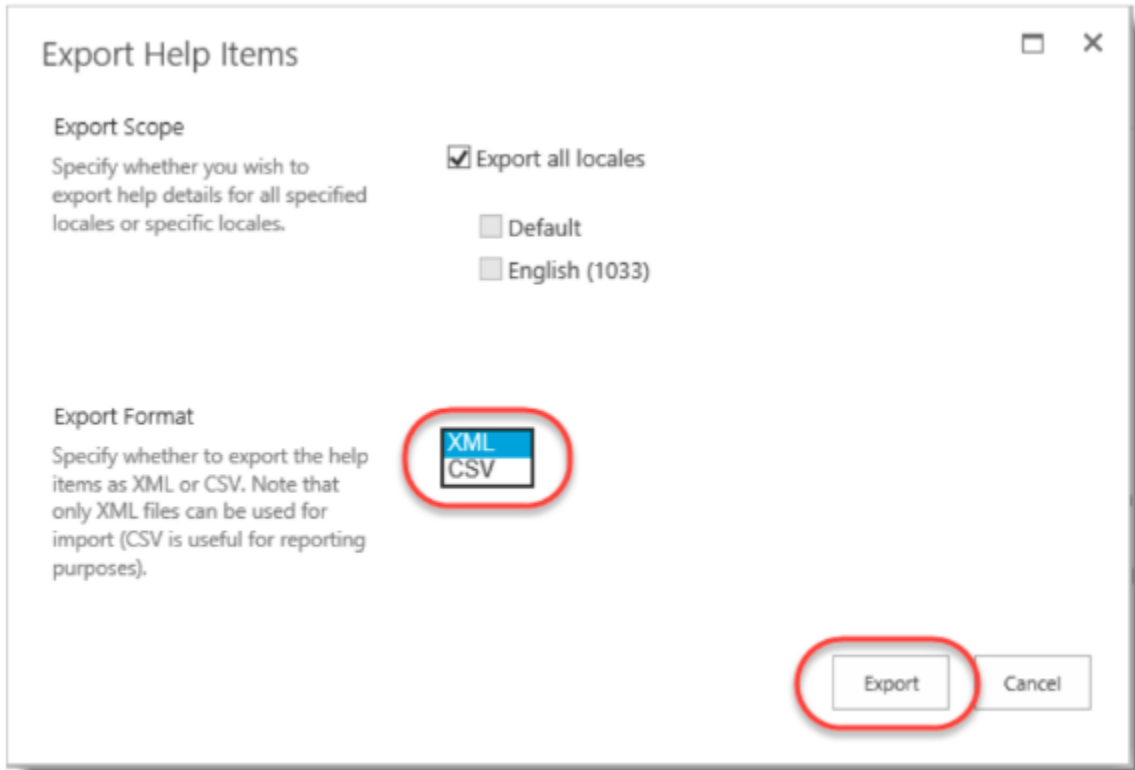 Export Help Items
Export Scope
Specify whether you wish to
export help details for all specified
locales or specific locales.
Export all locales
Default
English (1033)
Export Format
Specify whether to export the help
items as XML or CSV. Note that
only XML files can be used for
import (CSV is useful for reporting
purposes).
XML
CSV
Export
Cancel